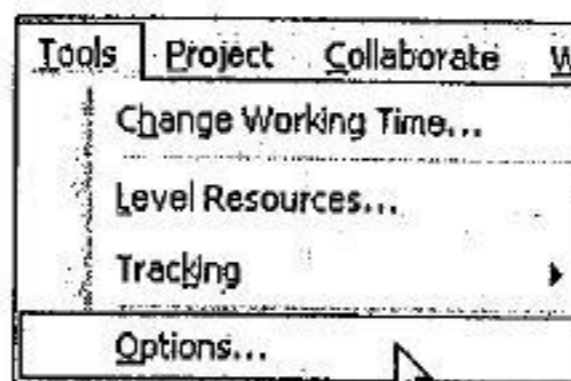 Tools Project Collaborate W
Change Working Time...
Level Resources...
Tracking
Options...